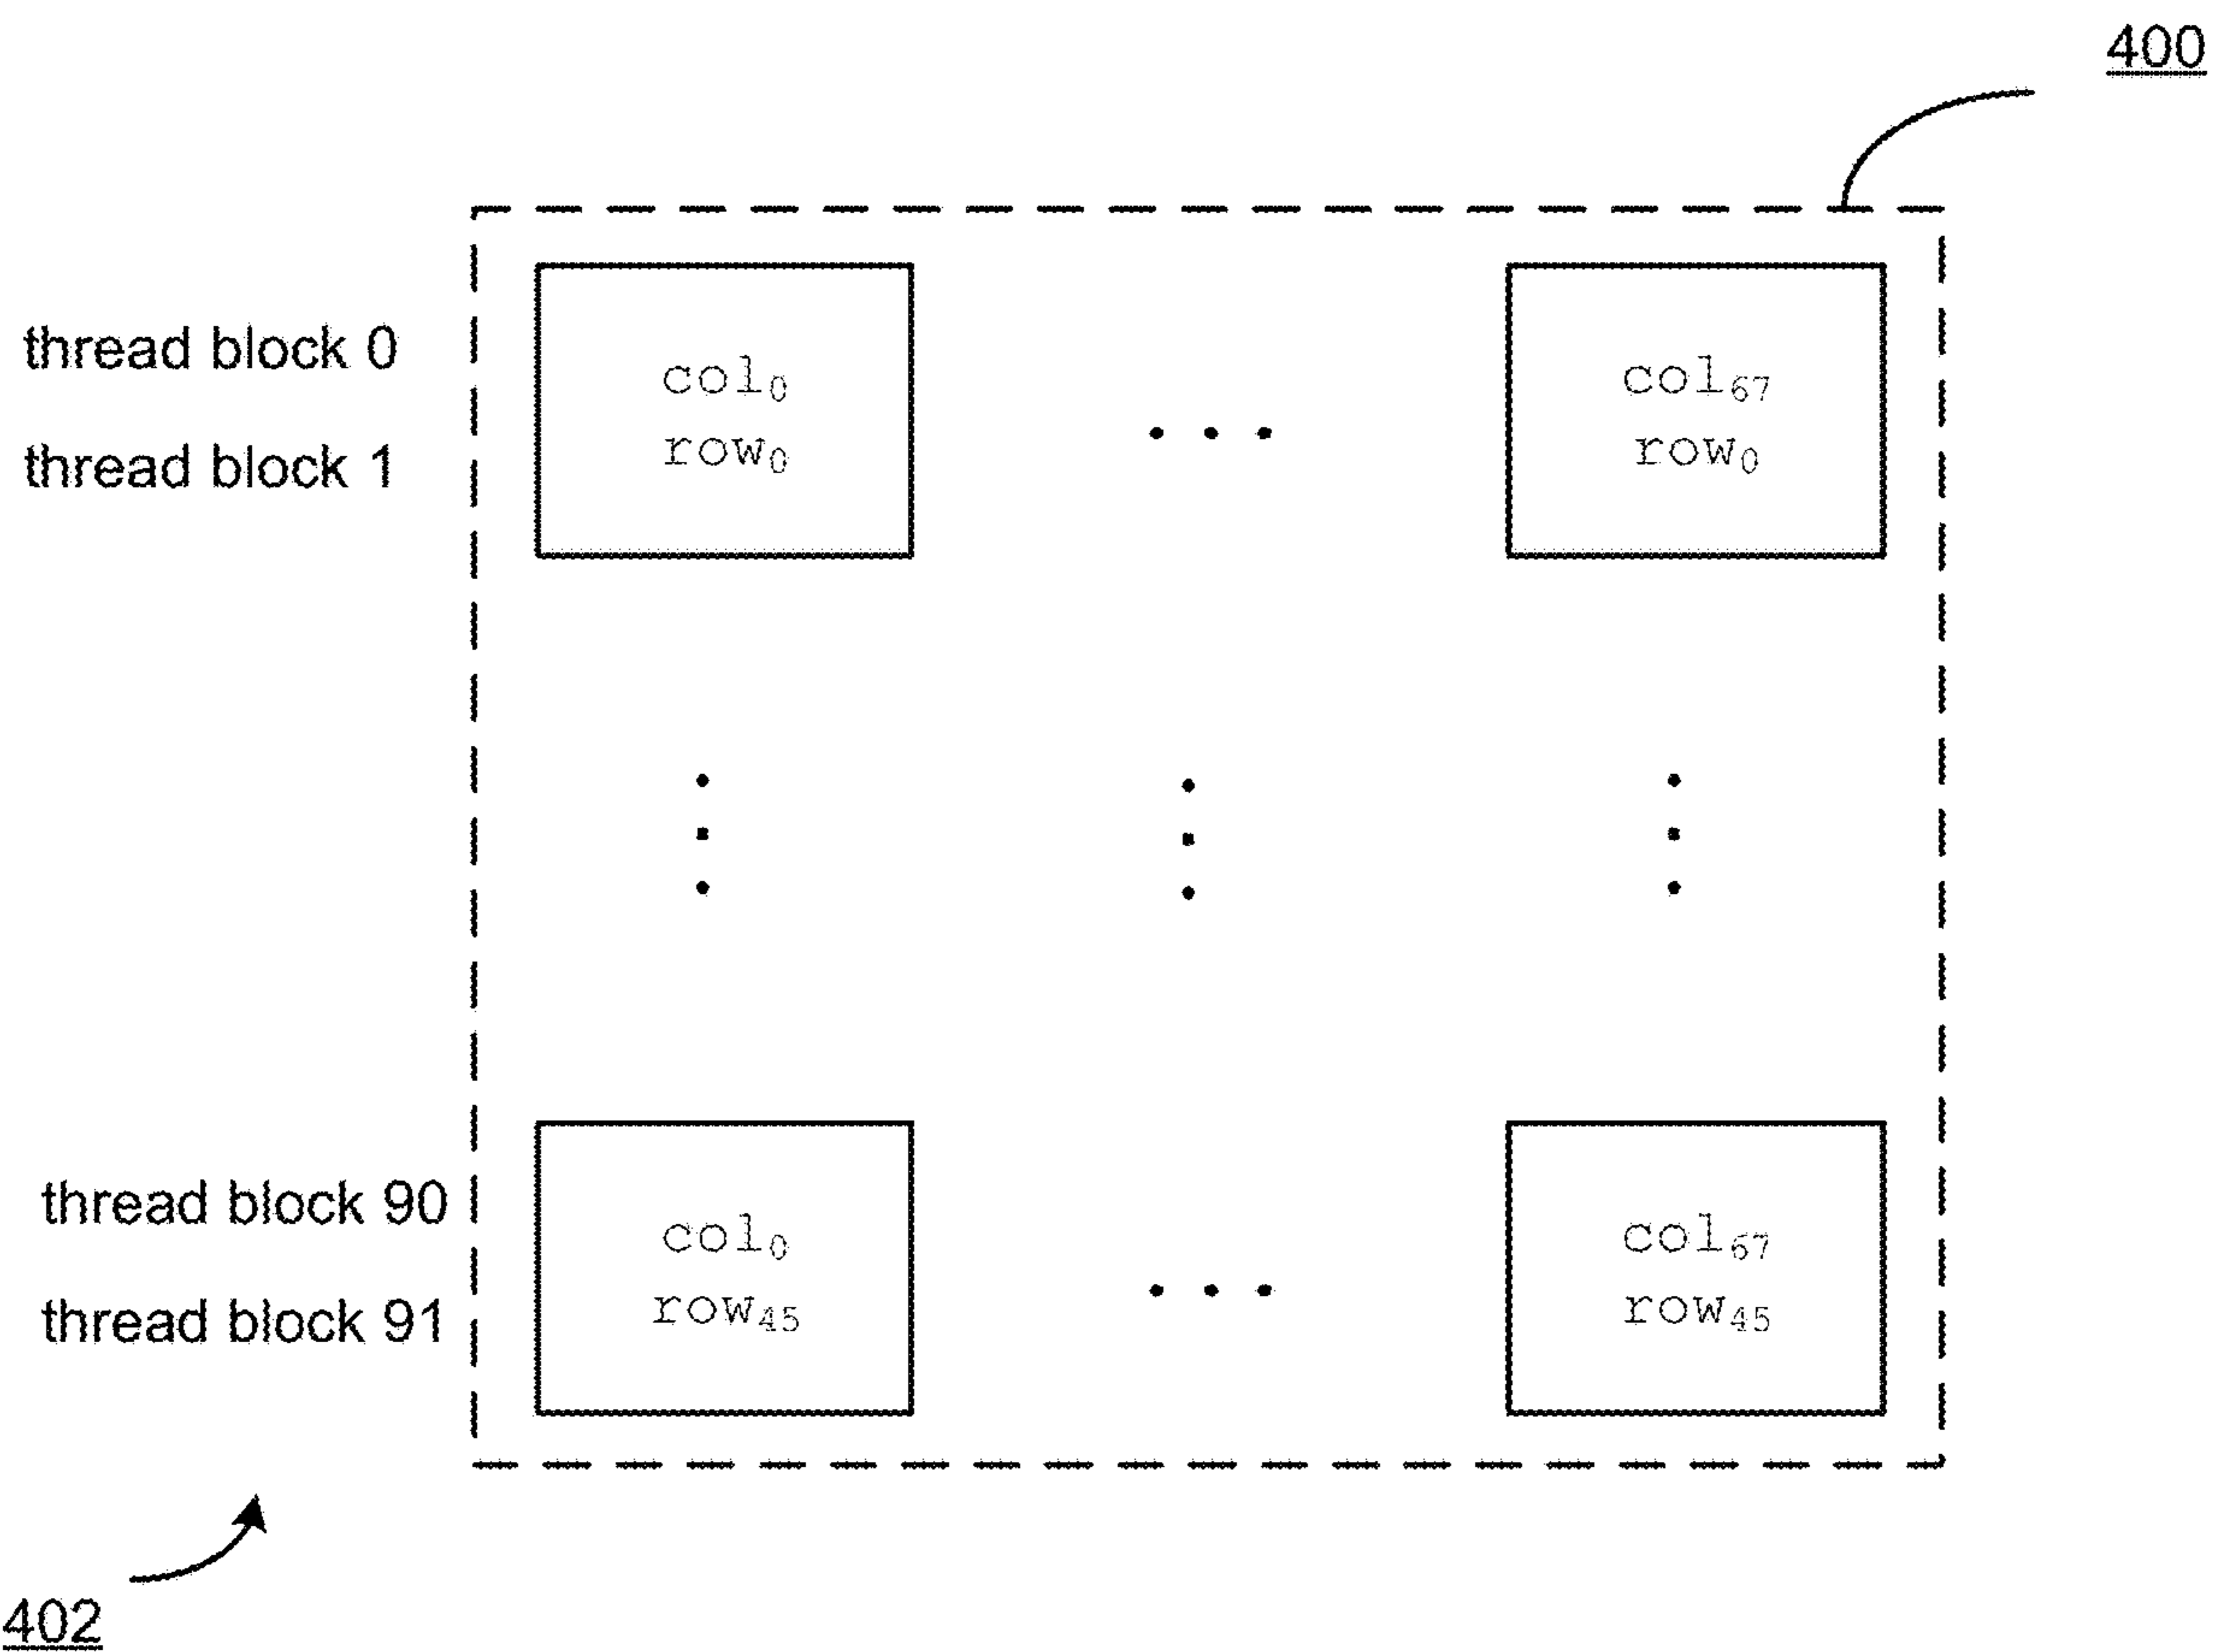 400
thread block 0
thread block 1
col₀
row₀
. . .
col₆₇
row₀
thread block 90
thread block 91
col₀
row₄₅
. . .
col₆₇
row₄₅
402